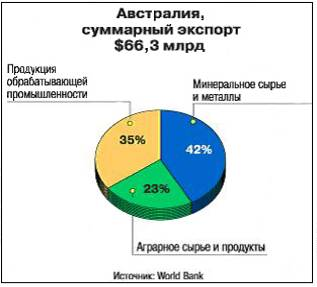 Австралия,
суммарный экспорт
$66,3 млрд
Продукция
обрабатывающей
промышленности
Минеральное сырье
и металлы
35%
42%
23%
Аграрное сырье и продукты
Источник: World Bank